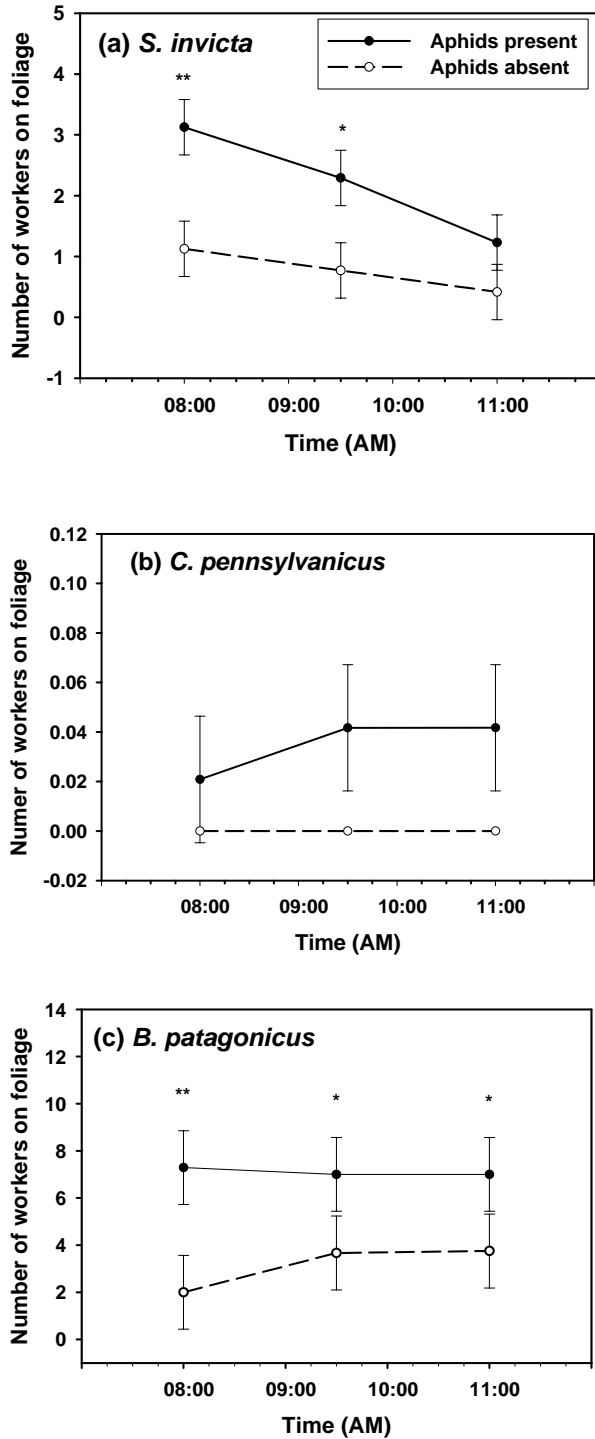 (a) S. invicta
Aphids present
Aphids absent
Number of workers on foliage
5
4
3
2
1
0
-1
**
*
08:00 09:00 10:00 11:00
Time (AM)
(b) C. pennsylvanicus
Numer of workers on foliage
0.12
0.10
0.08
0.06
0.04
0.02
0.00
-0.02
08:00 09:00 10:00 11:00
Time (AM)
(c) B. patagonicus
Number of workers on foliage
14
12
10
8
6
4
2
0
** * *
08:00 09:00 10:00 11:00
Time (AM)